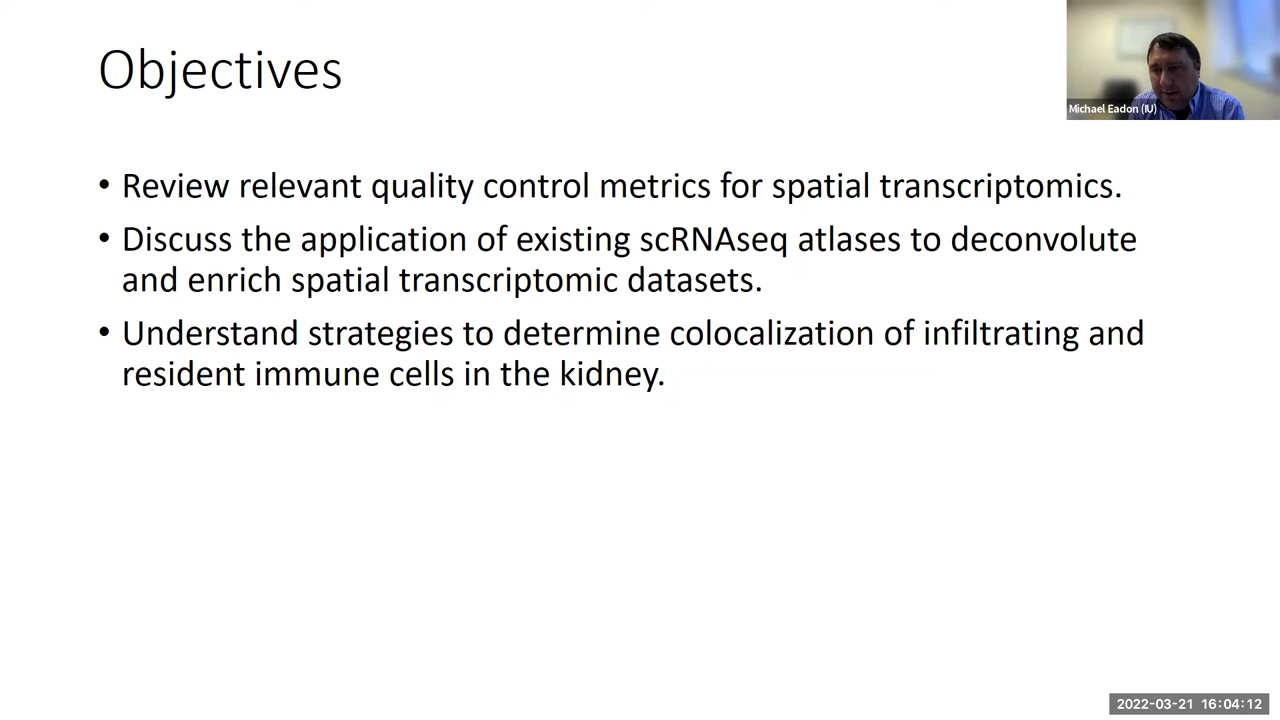 Objectives
Michael Eadon (IU)
• Review relevant quality control metrics for spatial transcriptomics.
• Discuss the application of existing scRNAseq atlases to deconvolute
and enrich spatial transcriptomic datasets.
• Understand strategies to determine colocalization of infiltrating and
resident immune cells in the kidney.
2022-03-21 16:04:12